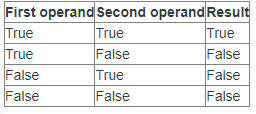 First operand Second operand Result
True True True
True False False
False True False
False False False